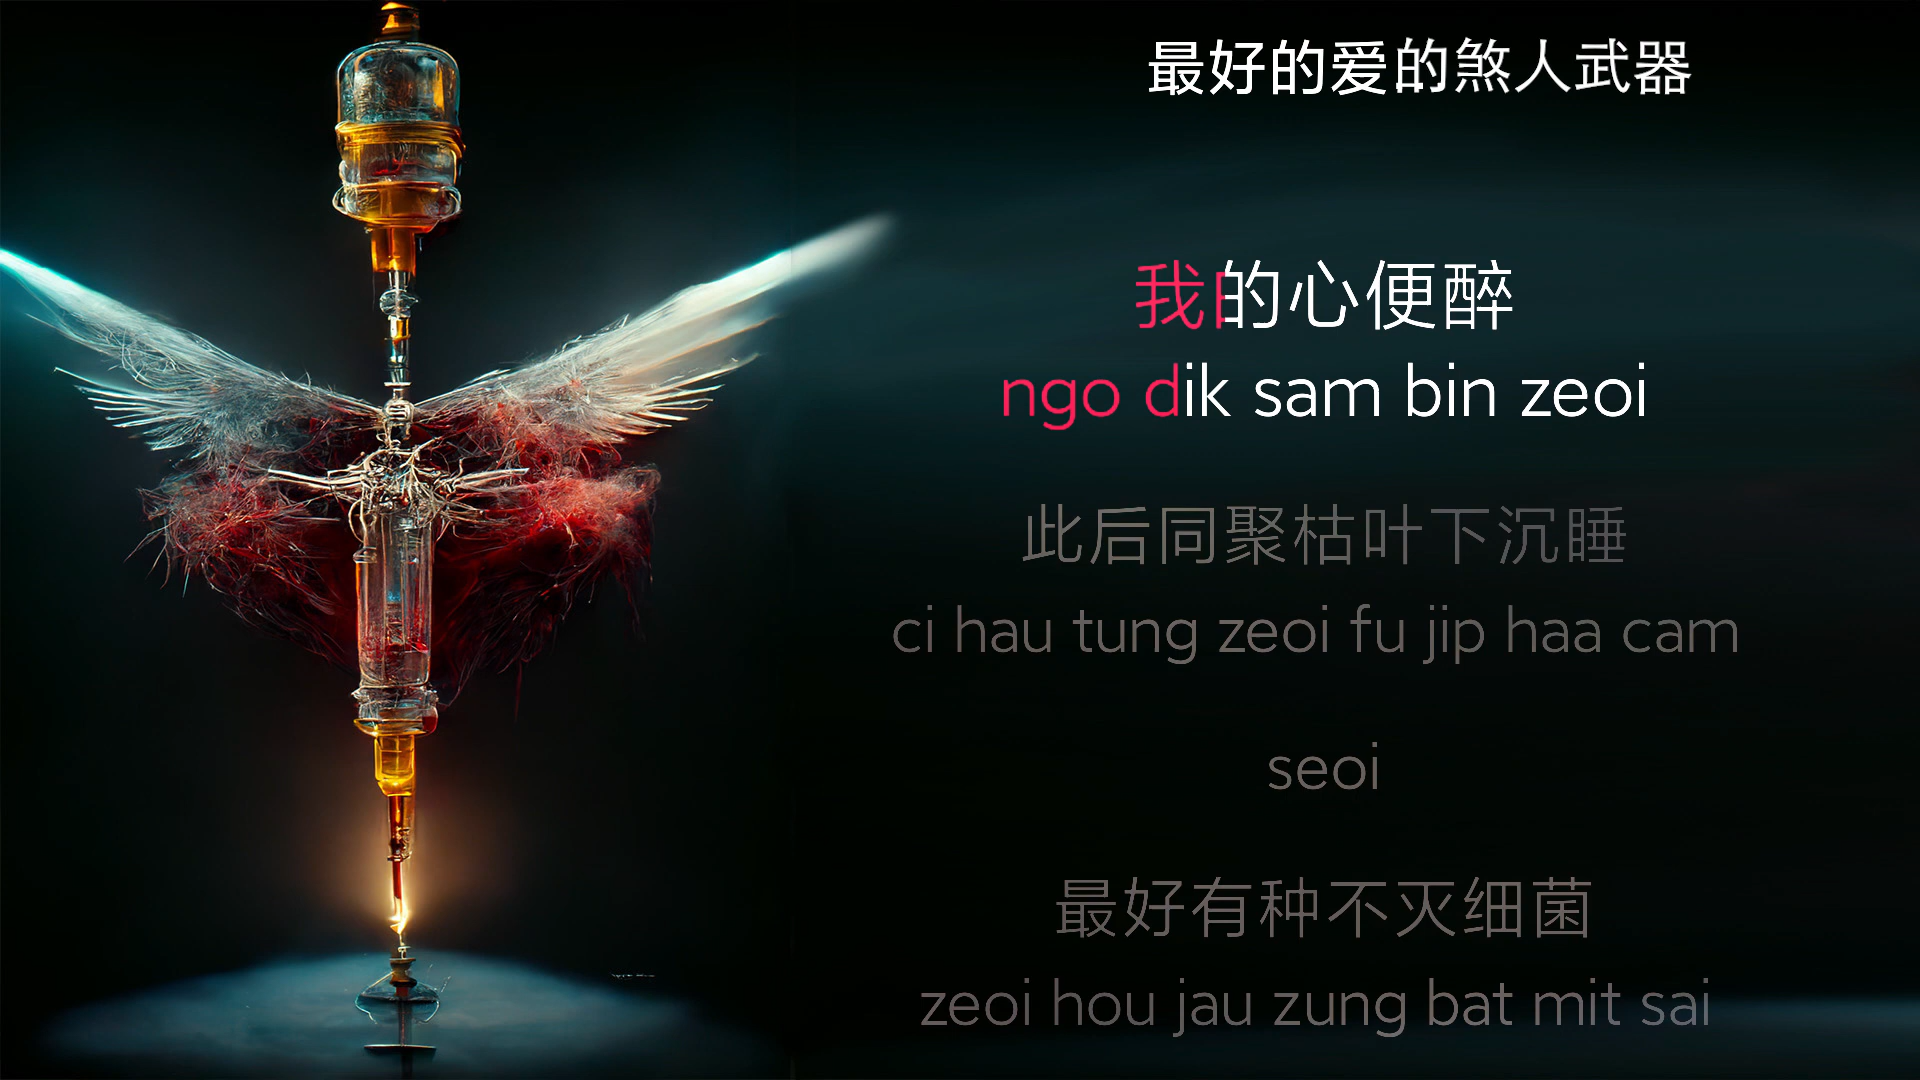 最好的爱的煞人武器
我的心便醉
ngo dik sam bin zeoi
此后同聚枯叶下沉睡
ci hau tung zeoi fu jip haa cam
seoi
最好有种不灭细菌
zeoi hou jau zung bat mit sai